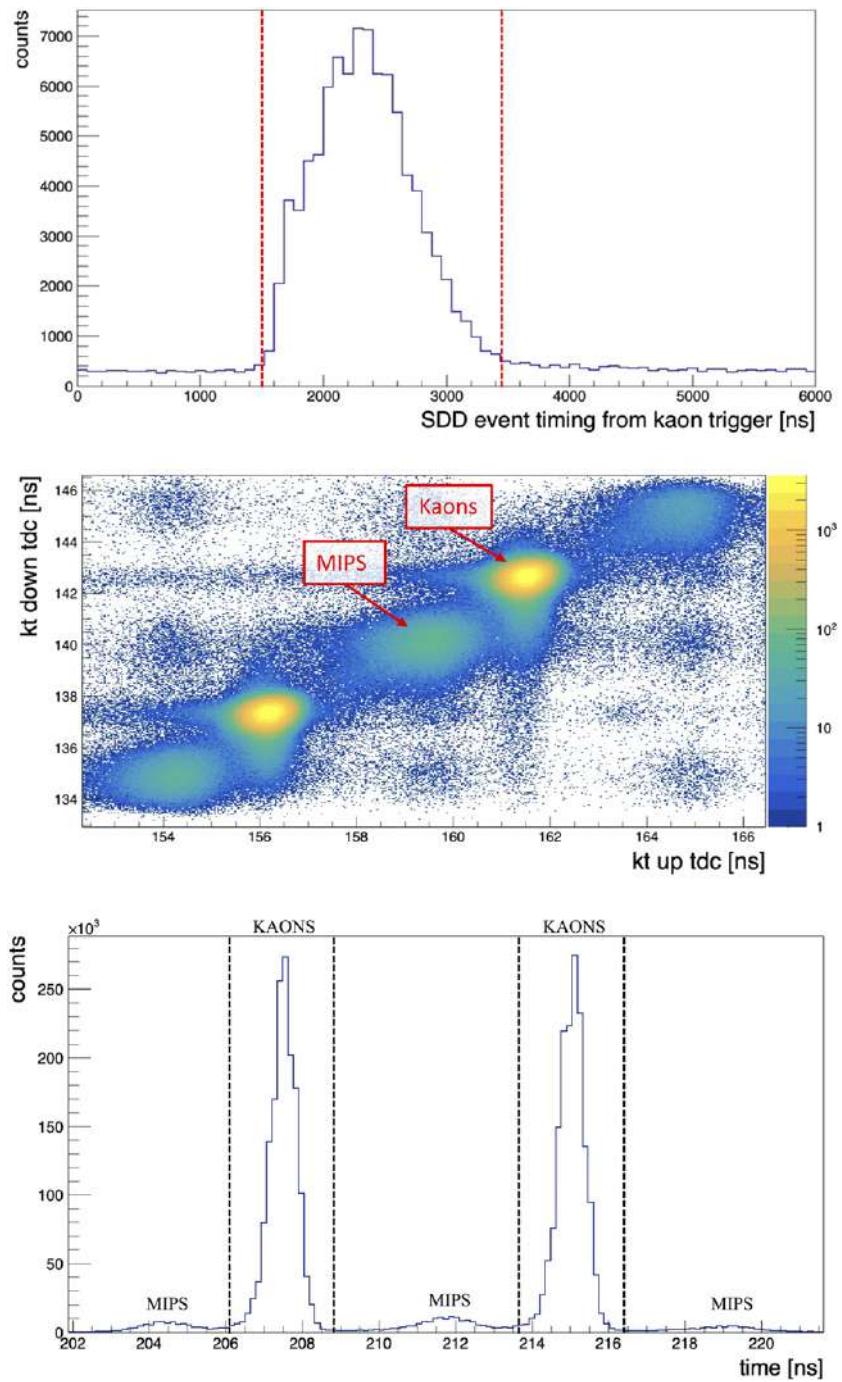 counts
7000
6000
5000
4000
3000
2000
1000
0
0 1000 2000 3000 4000 5000 6000
SDD event timing from kaon trigger [ns]
kt down tdc [ns]
146
144
142
140
138
136
134
Kaons
MIPS
10³
10²
10
1
154 156 158 160 162 164 166
kt up tdc [ns]
×10³
KAONS KAONS
counts
250
200
150
100
50
0
MIPS MIPS MIPS
202 204 206 208 210 212 214 216 218 220
time [ns]